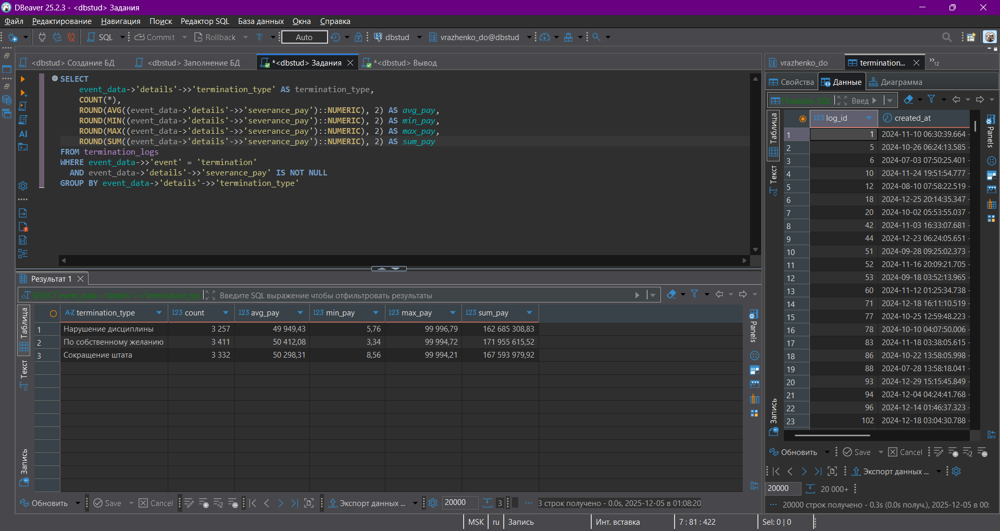 DBeaver 25.2.3 - <dbstud> Задания
Файл Редактирование Навигация Поиск Редактор SQL База данных Окна Справка
SQL Commit Rollback Auto dbstud vrazhenko_do@dbstud
<dbstud> Создание БД <dbstud> Заполнение БД *<dbstud> Задания *<dbstud> Вывод
SELECT
event_data->'details'->>'termination_type' AS termination_type,
COUNT(*),
ROUND(AVG((event_data->'details'->>'severance_pay')::NUMERIC), 2) AS avg_pay,
ROUND(MIN((event_data->'details'->>'severance_pay')::NUMERIC), 2) AS min_pay,
ROUND(MAX((event_data->'details'->>'severance_pay')::NUMERIC), 2) AS max_pay,
ROUND(SUM((event_data->'details'->>'severance_pay')::NUMERIC), 2) AS sum_pay
FROM termination_logs
WHERE event_data->>'event' = 'termination'
AND event_data->'details'->>'severance_pay' IS NOT NULL
GROUP BY event_data->'details'->>'termination_type'
AI
Результат 1
SELECT event_data->'details'->>'termination_typ Введите SQL выражение чтобы отфильтровать результаты
Таблица
Текст
Запись
AZ termination_type 123 count 123 avg_pay 123 min_pay 123 max_pay 123 sum_pay
1 Нарушение дисциплины 3 257 49 949,43 5,76 99 996,79 162 685 308,83
2 По собственному желанию 3 411 50 412,08 3,34 99 994,72 171 955 615,52
3 Сокращение штата 3 332 50 298,31 8,56 99 994,21 167 593 979,92
Panels
Обновить Save Cancel Экспорт данных ... 20000 3 ... 3 строк получено - 0.0s, 2025-12-05 в 01:08:20
vrazhenko_do termination... »12
Свойства Данные Диаграмма
Показать SQL Введ
Таблица
Текст
Запись
123 log_id created_at
1 1 2024-11-10 06:30:39.664 -
2 5 2024-10-26 06:24:13.585 -
3 6 2024-07-03 07:50:25.401 -
4 10 2024-11-24 19:51:54.777 -
5 12 2024-08-10 07:58:22.519 -
6 18 2024-12-25 20:14:35.347 -
7 20 2024-10-02 05:53:55.037 -
8 42 2024-11-03 16:33:07.681 -
9 44 2024-12-23 06:24:05.651 -
10 51 2024-09-28 09:25:02.373 -
11 52 2024-11-16 20:09:21.705 -
12 53 2024-09-18 03:52:13.965 -
13 60 2024-11-12 01:25:34.738 -
14 71 2024-12-18 16:11:10.519 -
15 77 2024-10-25 12:59:48.223 -
16 78 2024-10-10 04:07:50.006 -
17 83 2024-11-18 03:38:05.615 -
18 86 2024-10-22 13:58:05.998 -
19 88 2024-07-28 13:58:18.041 -
20 93 2024-12-29 15:15:45.849 -
21 94 2024-12-04 04:24:41.768 -
22 96 2024-12-14 01:46:37.323 -
23 102 2024-12-18 03:04:30.788 -
Panels
Обновить Save Cancel
Экспорт данных ...
20000 20 000+
... 20000 строк получено - 0.3s (0.0s получ.), 2025-12-05 в 00:
MSK ru Запись Инт. вставка 7 : 81 : 422 Sel: 0 | 0